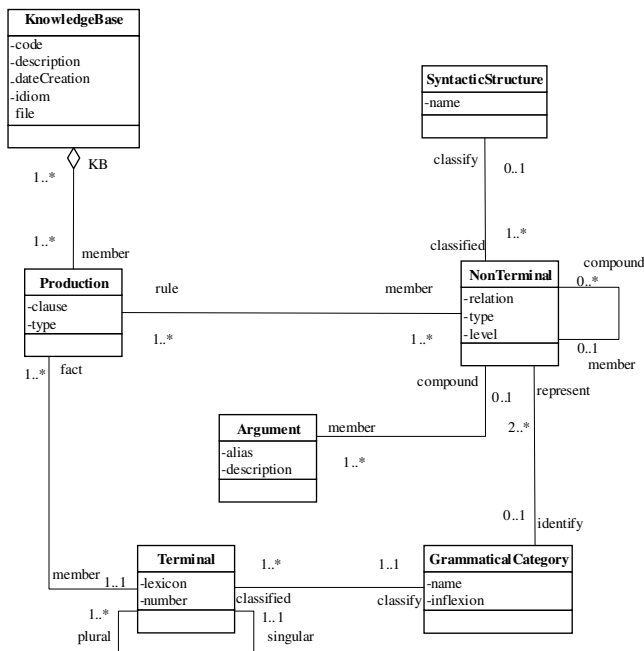 KnowledgeBase
-code
-description
-dateCreation
-idiom
file
KB
1..*
1..*
member
SyntacticStructure
-name
classify
0..1
1..*
classified
Production
-clause
-type
rule
member
1..*
1..*
NonTerminal
-relation
-type
-level
compound
0..*
0..1
member
1..*
fact
compound
0..1
represent
2..*
Argument
-alias
-description
member
1..*
0..1
identify
member
1..1
Terminal
-lexicon
-number
1..*
classified
1..1
classify
GrammaticalCategory
-name
-inflexion
1..*
plural
1..1
singular